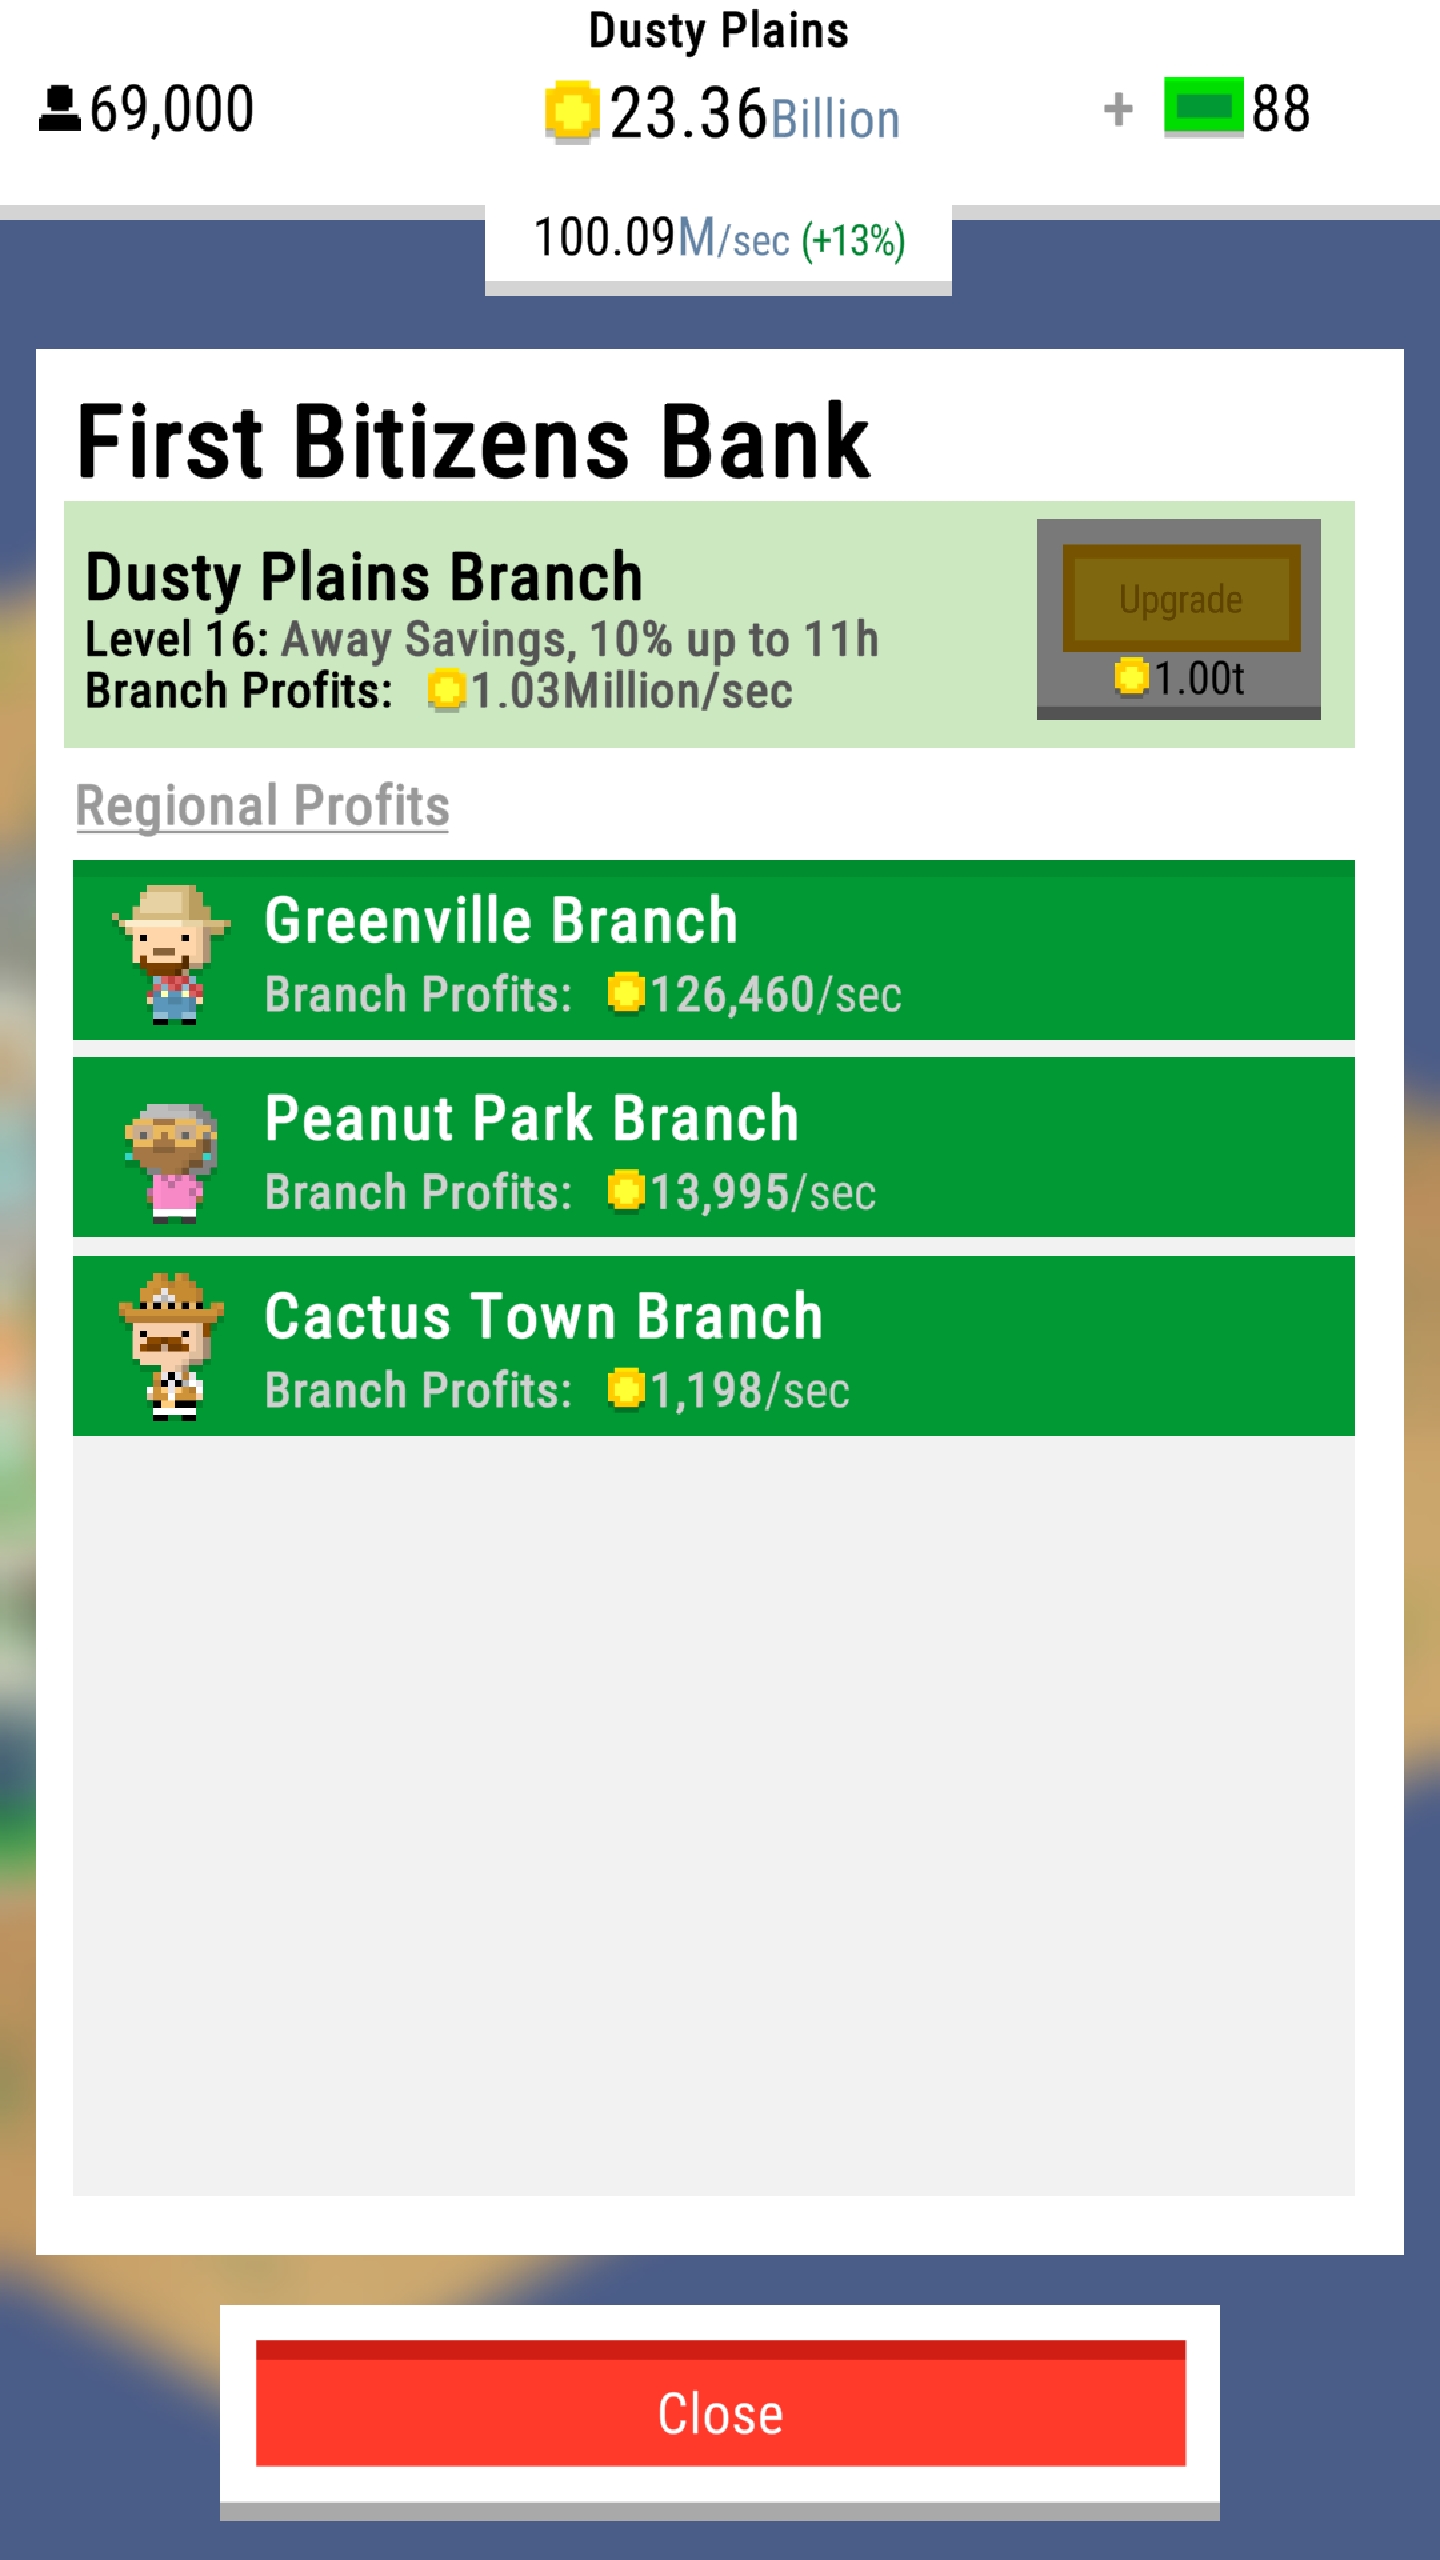 Dusty Plains
69,000
23.36Billion
+ 88
100.09M/sec (+13%)
First Bitizens Bank
Dusty Plains Branch
Level 16: Away Savings, 10% up to 11h
Branch Profits: 1.03Million/sec
Upgrade
1.00t
Regional Profits
Greenville Branch
Branch Profits: 126,460/sec
Peanut Park Branch
Branch Profits: 13,995/sec
Cactus Town Branch
Branch Profits: 1,198/sec
Close